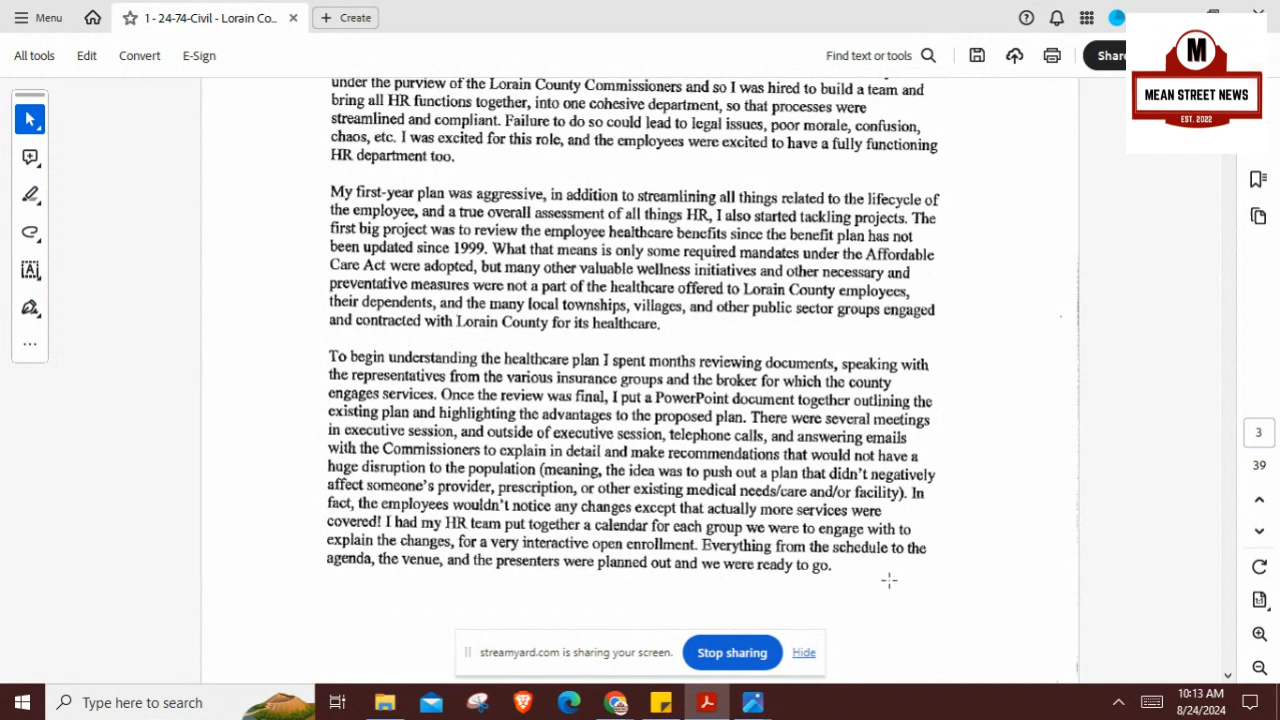 Menu
1 - 24-74-Civil - Lorain Co...
Create
All tools
Edit
Convert
E-Sign
Find text or tools
Shar
M
MEAN STREET NEWS
EST. 2022
under the purview of the Lorain County Commissioners and so I was hired to build a team and
bring all HR functions together, into one cohesive department, so that processes were
streamlined and compliant. Failure to do so could lead to legal issues, poor morale, confusion,
chaos, etc. I was excited for this role, and the employees were excited to have a fully functioning
HR department too.
My first-year plan was aggressive, in addition to streamlining all things related to the lifecycle of
the employee, and a true overall assessment of all things HR, I also started tackling projects. The
first big project was to review the employee healthcare benefits since the benefit plan has not
been updated since 1999. What that means is only some required mandates under the Affordable
Care Act were adopted, but many other valuable wellness initiatives and other necessary and
preventative measures were not a part of the healthcare offered to Lorain County employees,
their dependents, and the many local townships, villages, and other public sector groups engaged
and contracted with Lorain County for its healthcare.
To begin understanding the healthcare plan I spent months reviewing documents, speaking with
the representatives from the various insurance groups and the broker for which the county
engages services. Once the review was final, I put a PowerPoint document together outlining the
existing plan and highlighting the advantages to the proposed plan. There were several meetings
in executive session, and outside of executive session, telephone calls, and answering emails
with the Commissioners to explain in detail and make recommendations that would not have a
huge disruption to the population (meaning, the idea was to push out a plan that didn't negatively
affect someone's provider, prescription, or other existing medical needs/care and/or facility). In
fact, the employees wouldn't notice any changes except that actually more services were
covered! I had my HR team put together a calendar for each group we were to engage with to
explain the changes, for a very interactive open enrollment. Everything from the schedule to the
agenda, the venue, and the presenters were planned out and we were ready to go.
3
39
streamyard.com is sharing your screen.
Stop sharing
Hide
Type here to search
10:13 AM
8/24/2024